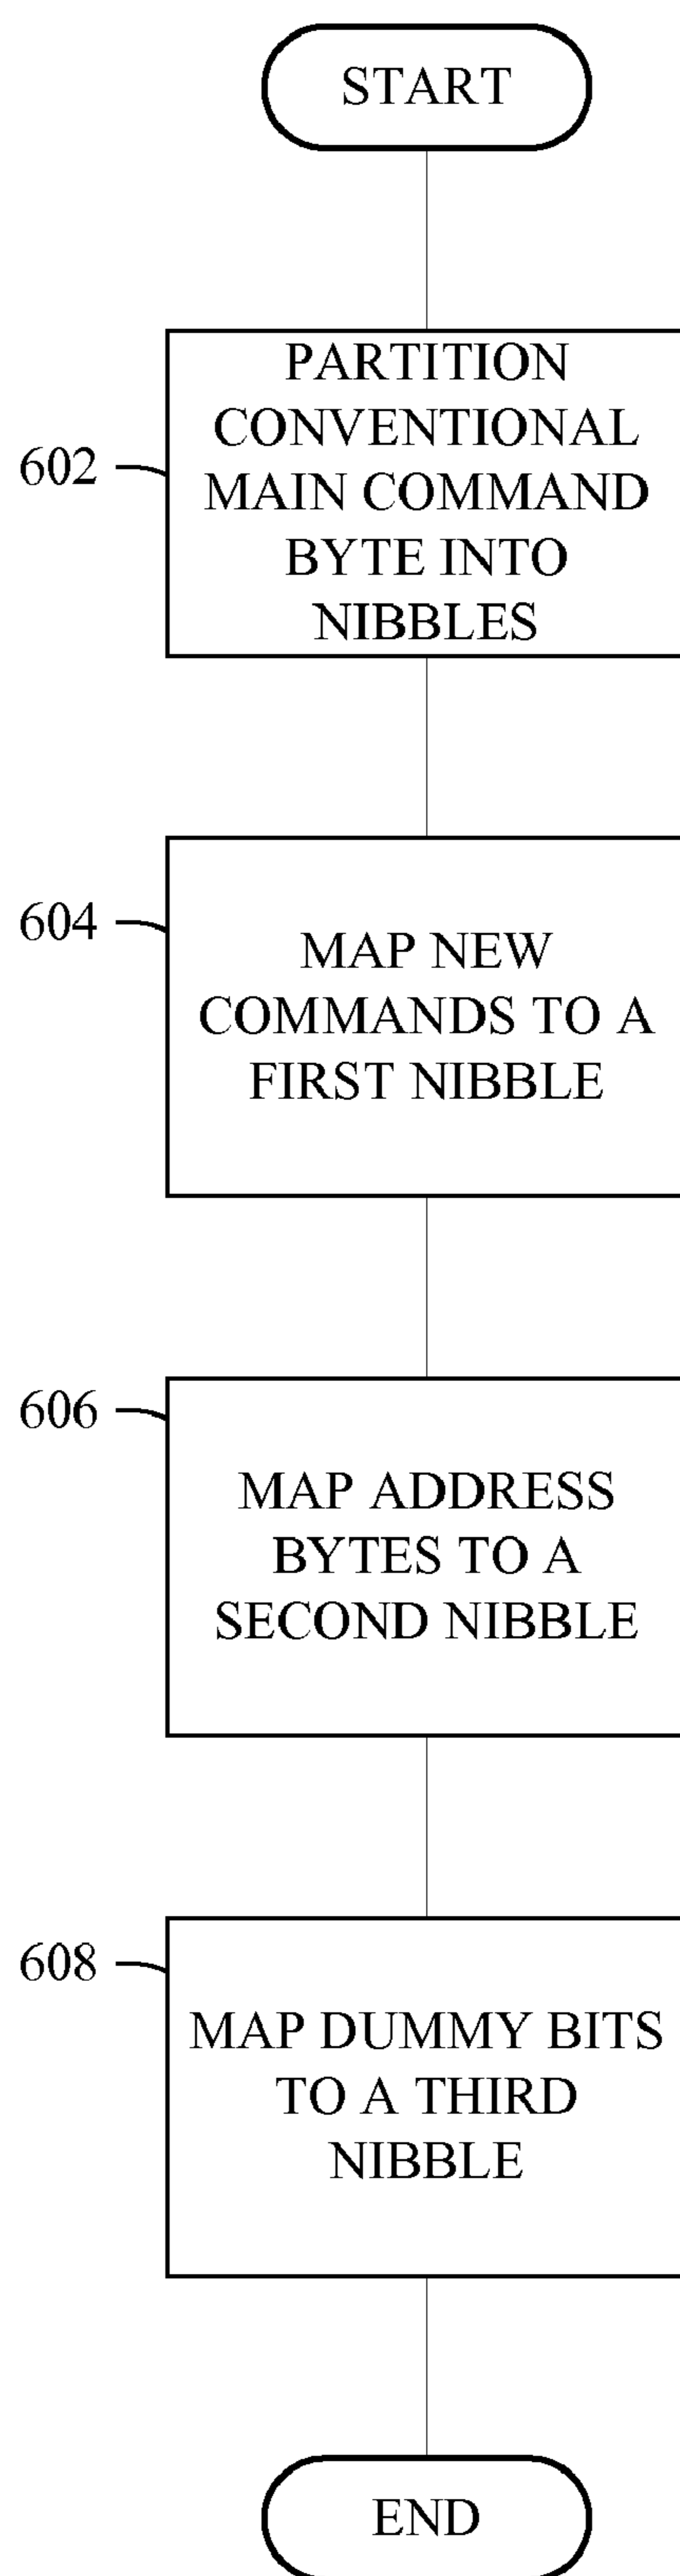 START
PARTITION
CONVENTIONAL
MAIN COMMAND
BYTE INTO
NIBBLES
602
604
MAP NEW
COMMANDS TO A
FIRST NIBBLE
606
MAP ADDRESS
BYTES TO A
SECOND NIBBLE
608
MAP DUMMY BITS
TO A THIRD
NIBBLE
END